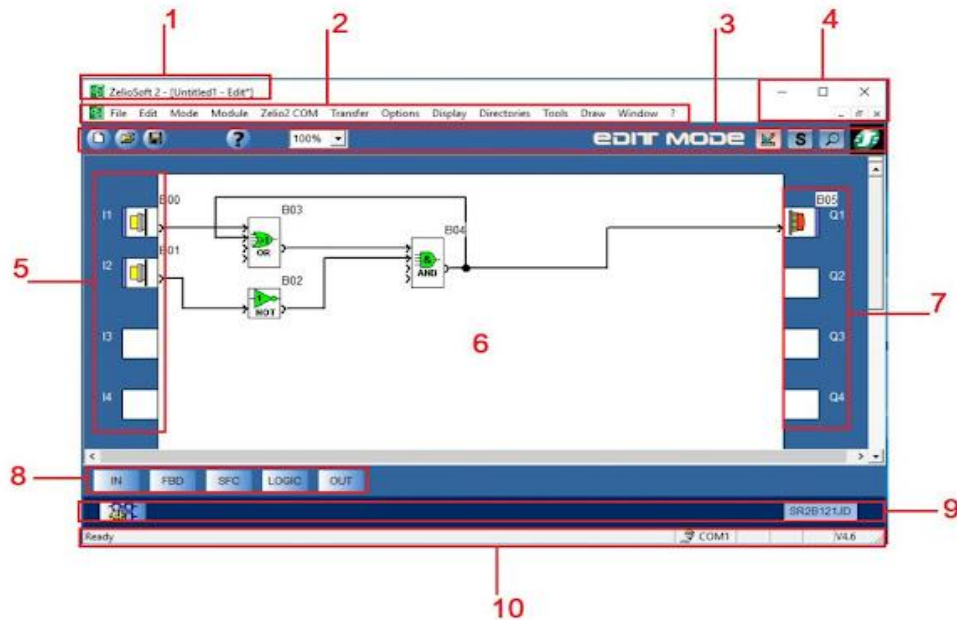 1 2 3 4
ZelioSoft 2 - [Untitled1 - Edit*]
File Edit Mode Module Zelio2 COM Transfer Options Display Directories Tools Draw Window ?
? 100% EDIT MODE S
B00 B05
I1 B03 Q1
OR B04
B01
5 I2 & Q2
AND
B02 7
1
NOT
6
I3 Q3
I4 Q4
8 IN FBD SFC LOGIC OUT
SR2B121JD 9
Ready COM1 V4.6
10